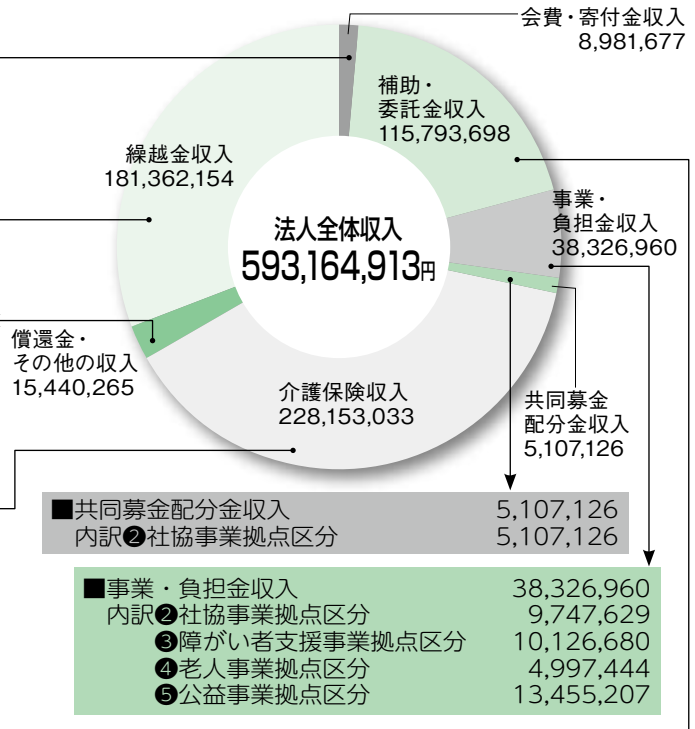 会費・寄付金収入
8,981,677
補助・
委託金収入
115,793,698
事業・
負担金収入
38,326,960
共同募金
配分金収入
5,107,126
介護保険収入
228,153,033
償還金・
その他の収入
15,440,265
繰越金収入
181,362,154
法人全体収入
593,164,913円
■共同募金配分金収入 5,107,126
内訳❷社協事業拠点区分 5,107,126
■事業・負担金収入 38,326,960
内訳❷社協事業拠点区分 9,747,629
❸障がい者支援事業拠点区分 10,126,680
❹老人事業拠点区分 4,997,444
❺公益事業拠点区分 13,455,207